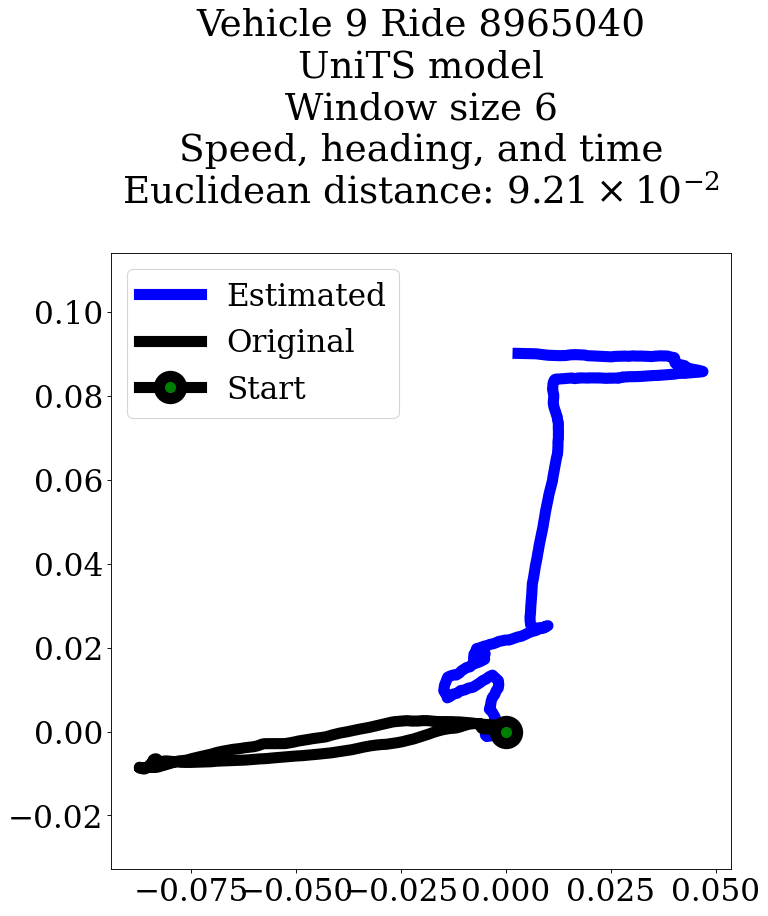 Vehicle 9 Ride 8965040
UniTS model
Window size 6
Speed, heading, and time
Euclidean distance: 9.21 × 10⁻²
Estimated
Original
Start
0.10
0.08
0.06
0.04
0.02
0.00
−0.02
−0.075 −0.050 −0.025 0.000 0.025 0.050